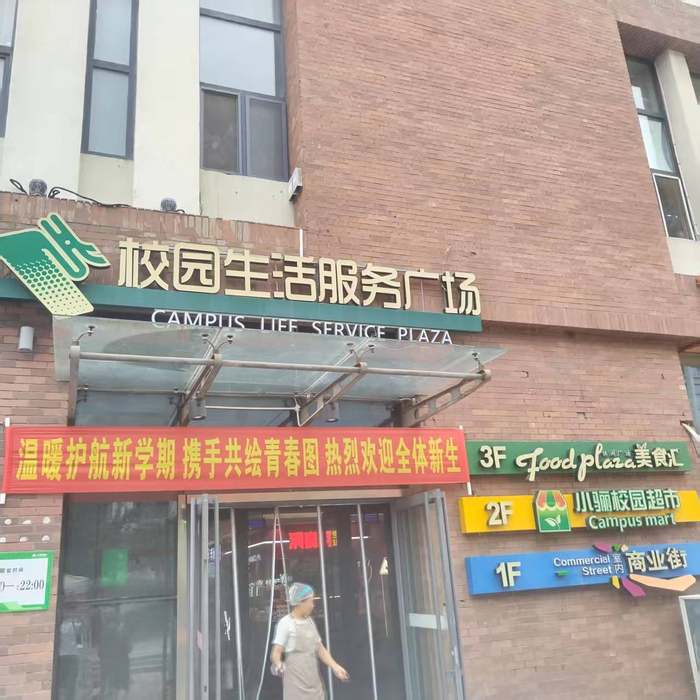 校园生活服务广场
CAMPUS LIFE SERVICE PLAZA
温暖护航新学期 携手共绘青春图 热烈欢迎全体新生
3F Food plaza 美食汇
2F 小骊校园超市
Campus mart
1F Commercial Street 室内 商业街
22:00